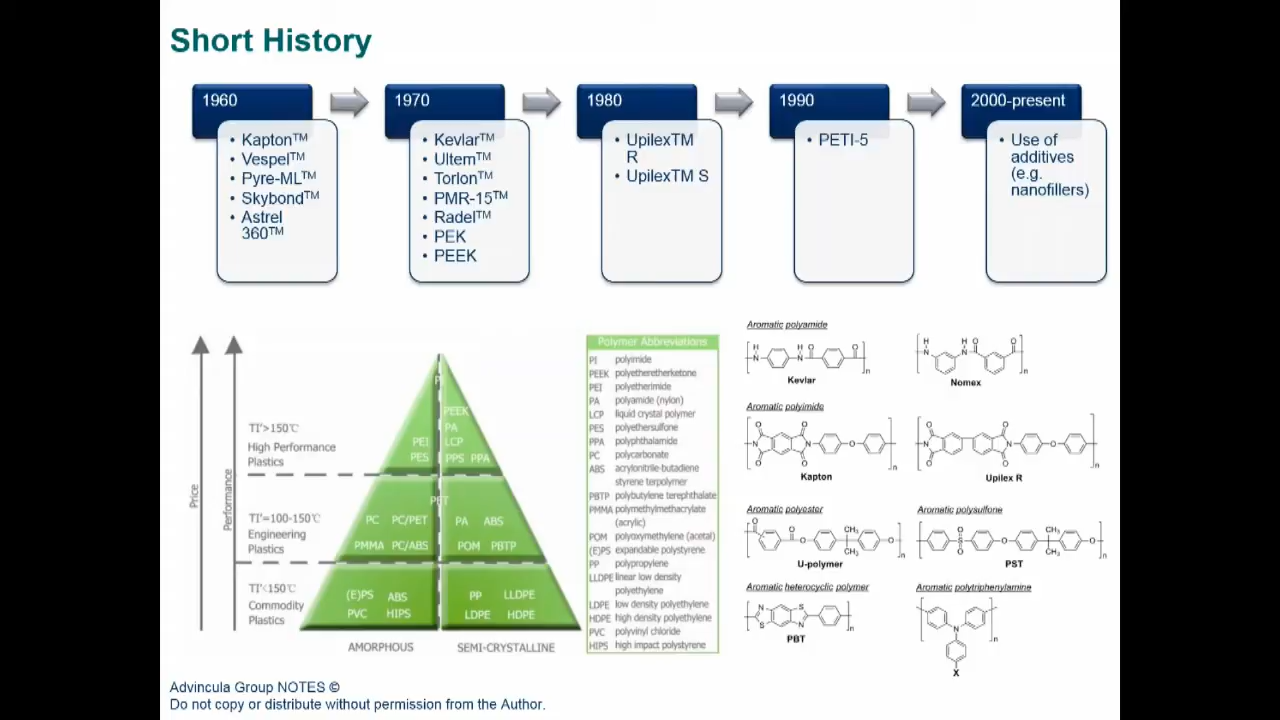 Short History
1960
• Kapton™
• Vespel™
• Pyre-ML™
• Skybond™
• Astrel
360™
1970
• Kevlar™
• Ultem™
• Torlon™
• PMR-15™
• Radel™
• PEK
• PEEK
1980
• UpilexTM
R
• UpilexTM S
1990
• PETI-5
2000-present
• Use of
additives
(e.g.
nanofillers)
Price
Performance
TI'>150℃
High Performance
Plastics
TI'=100-150℃
Engineering
Plastics
TI'<150℃
Commodity
Plastics
PEEK
PA
PEI LCP
PES PPS PPA
PET
PC PC/PET PA ABS
PMMA PC/ABS POM PBTP
(E)PS ABS PP LLDPE
PVC HIPS LDPE HDPE
AMORPHOUS SEMI-CRYSTALLINE
Polymer Abbreviations
PI polyimide
PEEK polyetheretherketone
PEI polyetherimide
PA polyamide (nylon)
LCP liquid crystal polymer
PES polyethersulfone
PPA polyphthalamide
PC polycarbonate
ABS acrylonitrile-butadiene
styrene terpolymer
PBTP polybutylene terephthalate
PMMA polymethylmethacrylate
(acrylic)
POM polyoxymethylene (acetal)
(E)PS expandable polystyrene
PP polypropylene
LLDPE linear low density
polyethylene
LDPE low density polyethylene
HDPE high density polyethylene
PVC polyvinyl chloride
HIPS high impact polystyrene
Aromatic polyamide
H H O O n
N N
Kevlar
H H O O n
N N
Nomex
Aromatic polyimide
O O O O N N O n
Kapton
O O O O N N O n
Upilex R
Aromatic polyester
O O O CH₃ CH₃ O n
U-polymer
Aromatic polysulfone
O S O O CH₃ CH₃ O n
PST
Aromatic heterocyclic polymer
N S S N n
PBT
Aromatic polytriphenylamine
N n
X
Advincula Group NOTES ©
Do not copy or distribute without permission from the Author.